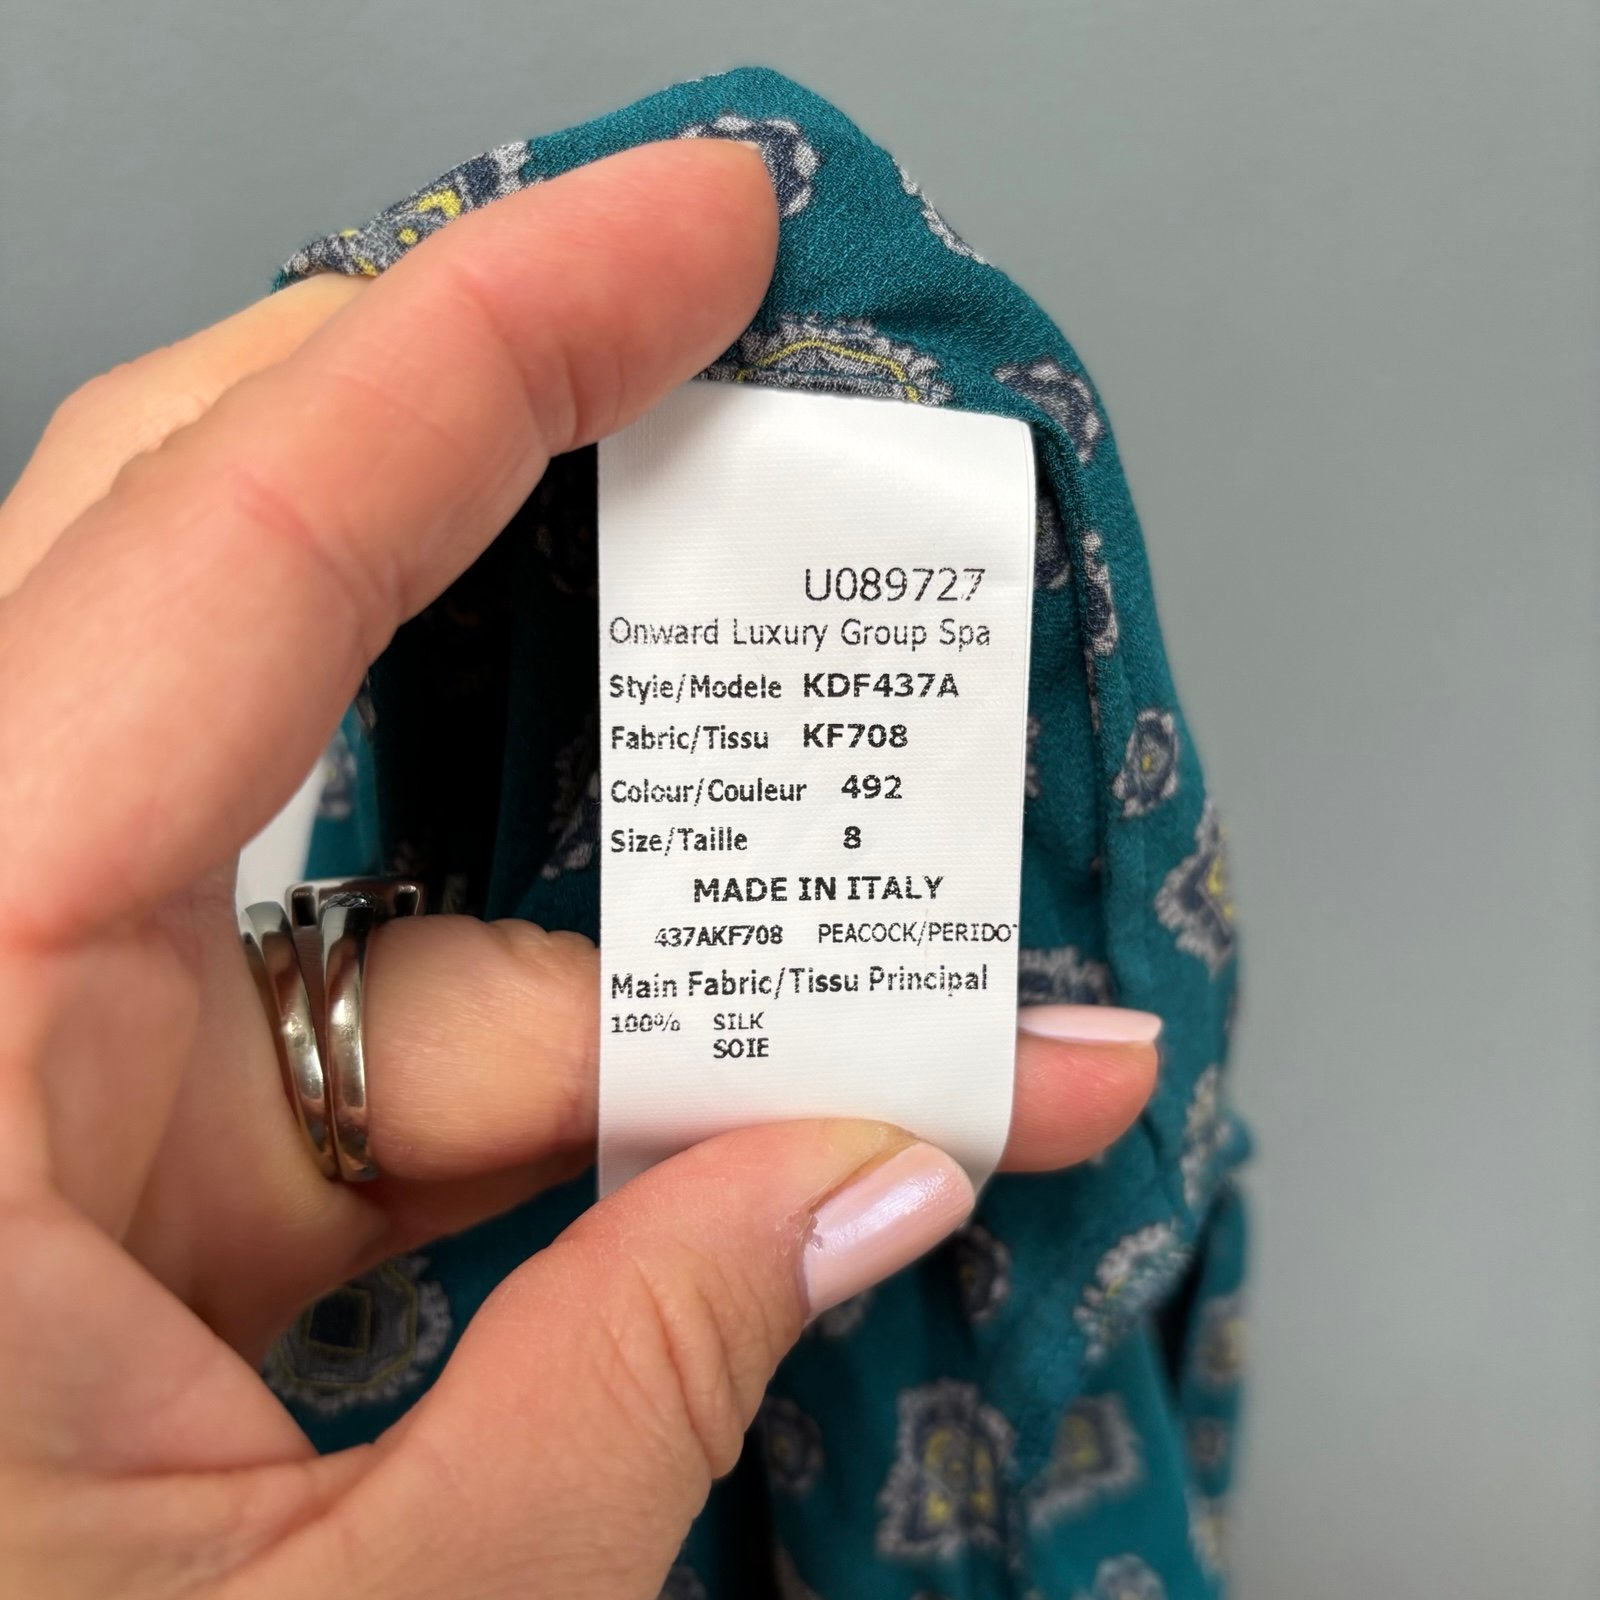 U089727
Onward Luxury Group Spa
Style/Modele KDF437A
Fabric/Tissu KF708
Colour/Couleur 492
Size/Taille 8
MADE IN ITALY
437AKF708 PEACOCK/PERIDO
Main Fabric/Tissu Principal
100% SILK
SOIE